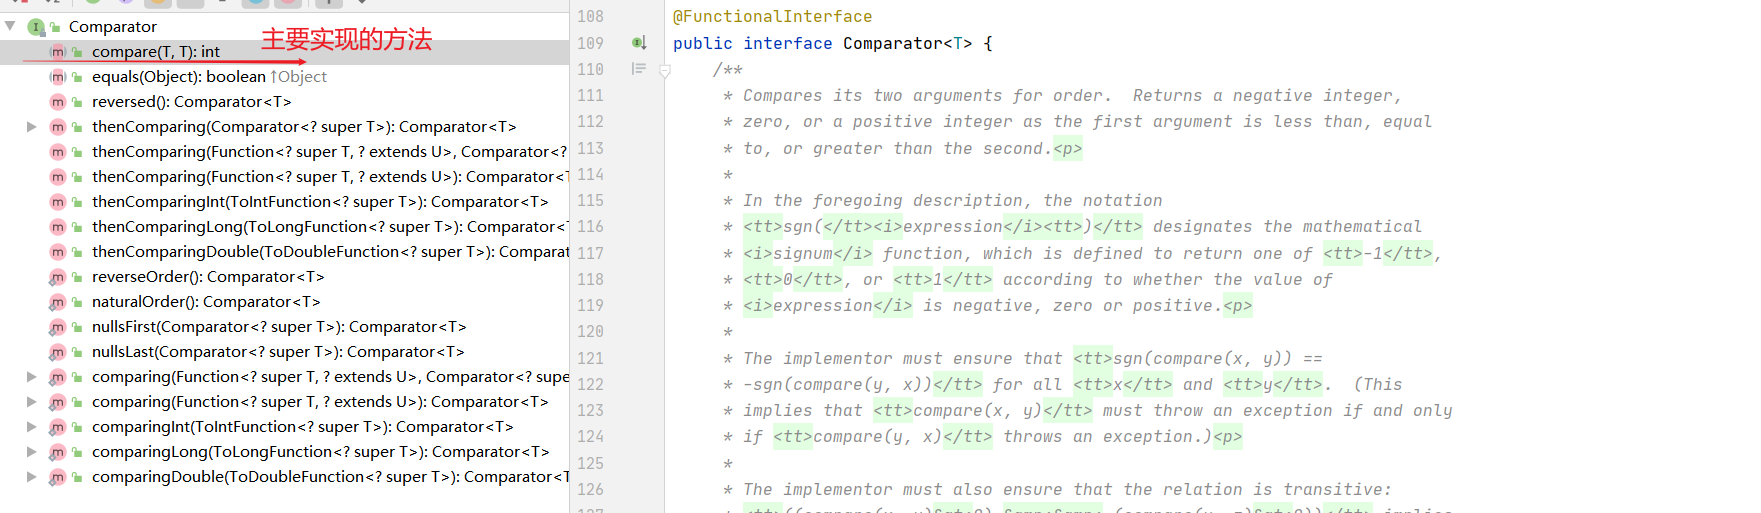 Comparator
主要实现的方法
compare(T, T): int
equals(Object): boolean ↑Object
reversed(): Comparator<T>
thenComparing(Comparator<? super T>): Comparator<T>
thenComparing(Function<? super T, ? extends U>, Comparator<?
thenComparing(Function<? super T, ? extends U>): Comparator<T
thenComparingInt(ToIntFunction<? super T>): Comparator<T>
thenComparingLong(ToLongFunction<? super T>): Comparator<T
thenComparingDouble(ToDoubleFunction<? super T>): Comparat
reverseOrder(): Comparator<T>
naturalOrder(): Comparator<T>
nullsFirst(Comparator<? super T>): Comparator<T>
nullsLast(Comparator<? super T>): Comparator<T>
comparing(Function<? super T, ? extends U>, Comparator<? supe
comparing(Function<? super T, ? extends U>): Comparator<T>
comparingInt(ToIntFunction<? super T>): Comparator<T>
comparingLong(ToLongFunction<? super T>): Comparator<T>
comparingDouble(ToDoubleFunction<? super T>): Comparator<T
108 @FunctionalInterface
109 public interface Comparator<T> {
110 /**
111 * Compares its two arguments for order.  Returns a negative integer,
112 * zero, or a positive integer as the first argument is less than, equal
113 * to, or greater than the second.<p>
114 *
115 * In the foregoing description, the notation
116 * <tt>sgn(</tt><i>expression</i><tt>)</tt> designates the mathematical
117 * <i>signum</i> function, which is defined to return one of <tt>-1</tt>,
118 * <tt>0</tt>, or <tt>1</tt> according to whether the value of
119 * <i>expression</i> is negative, zero or positive.<p>
120 *
121 * The implementor must ensure that <tt>sgn(compare(x, y)) ==
122 * -sgn(compare(y, x))</tt> for all <tt>x</tt> and <tt>y</tt>.  (This
123 * implies that <tt>compare(x, y)</tt> must throw an exception if and only
124 * if <tt>compare(y, x)</tt> throws an exception.)<p>
125 *
126 * The implementor must also ensure that the relation is transitive: